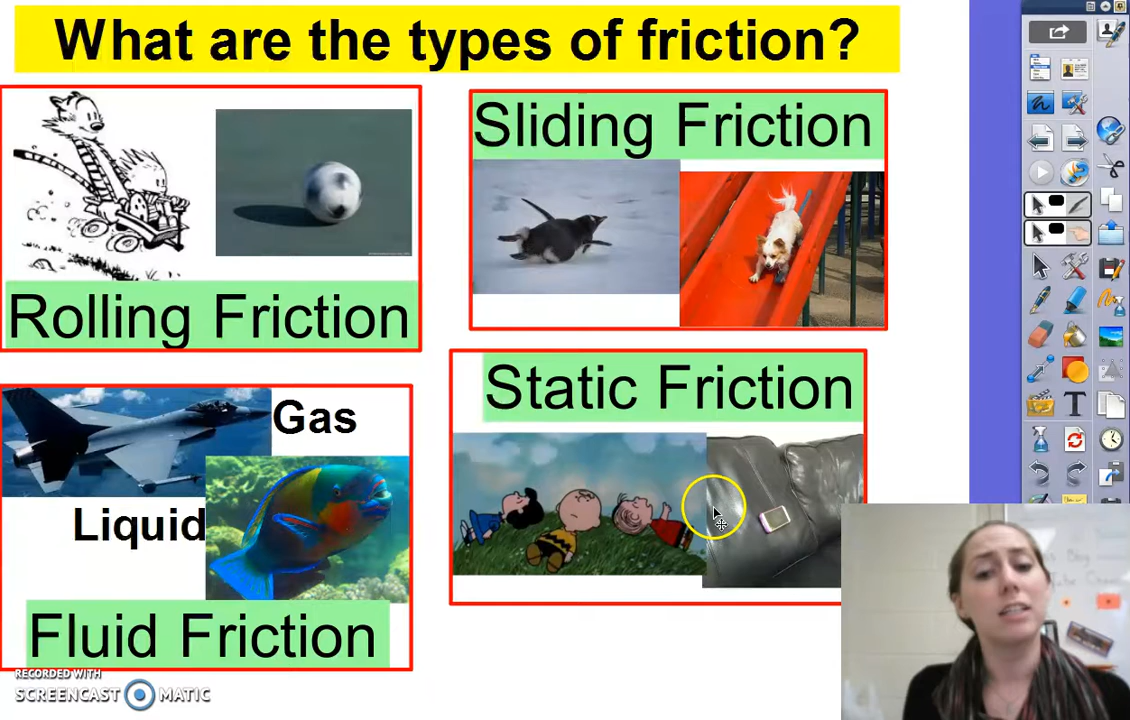 What are the types of friction?
Rolling Friction
Sliding Friction
Gas
Liquid
Fluid Friction
Static Friction
RECORDED WITH
SCREENCAST MATIC